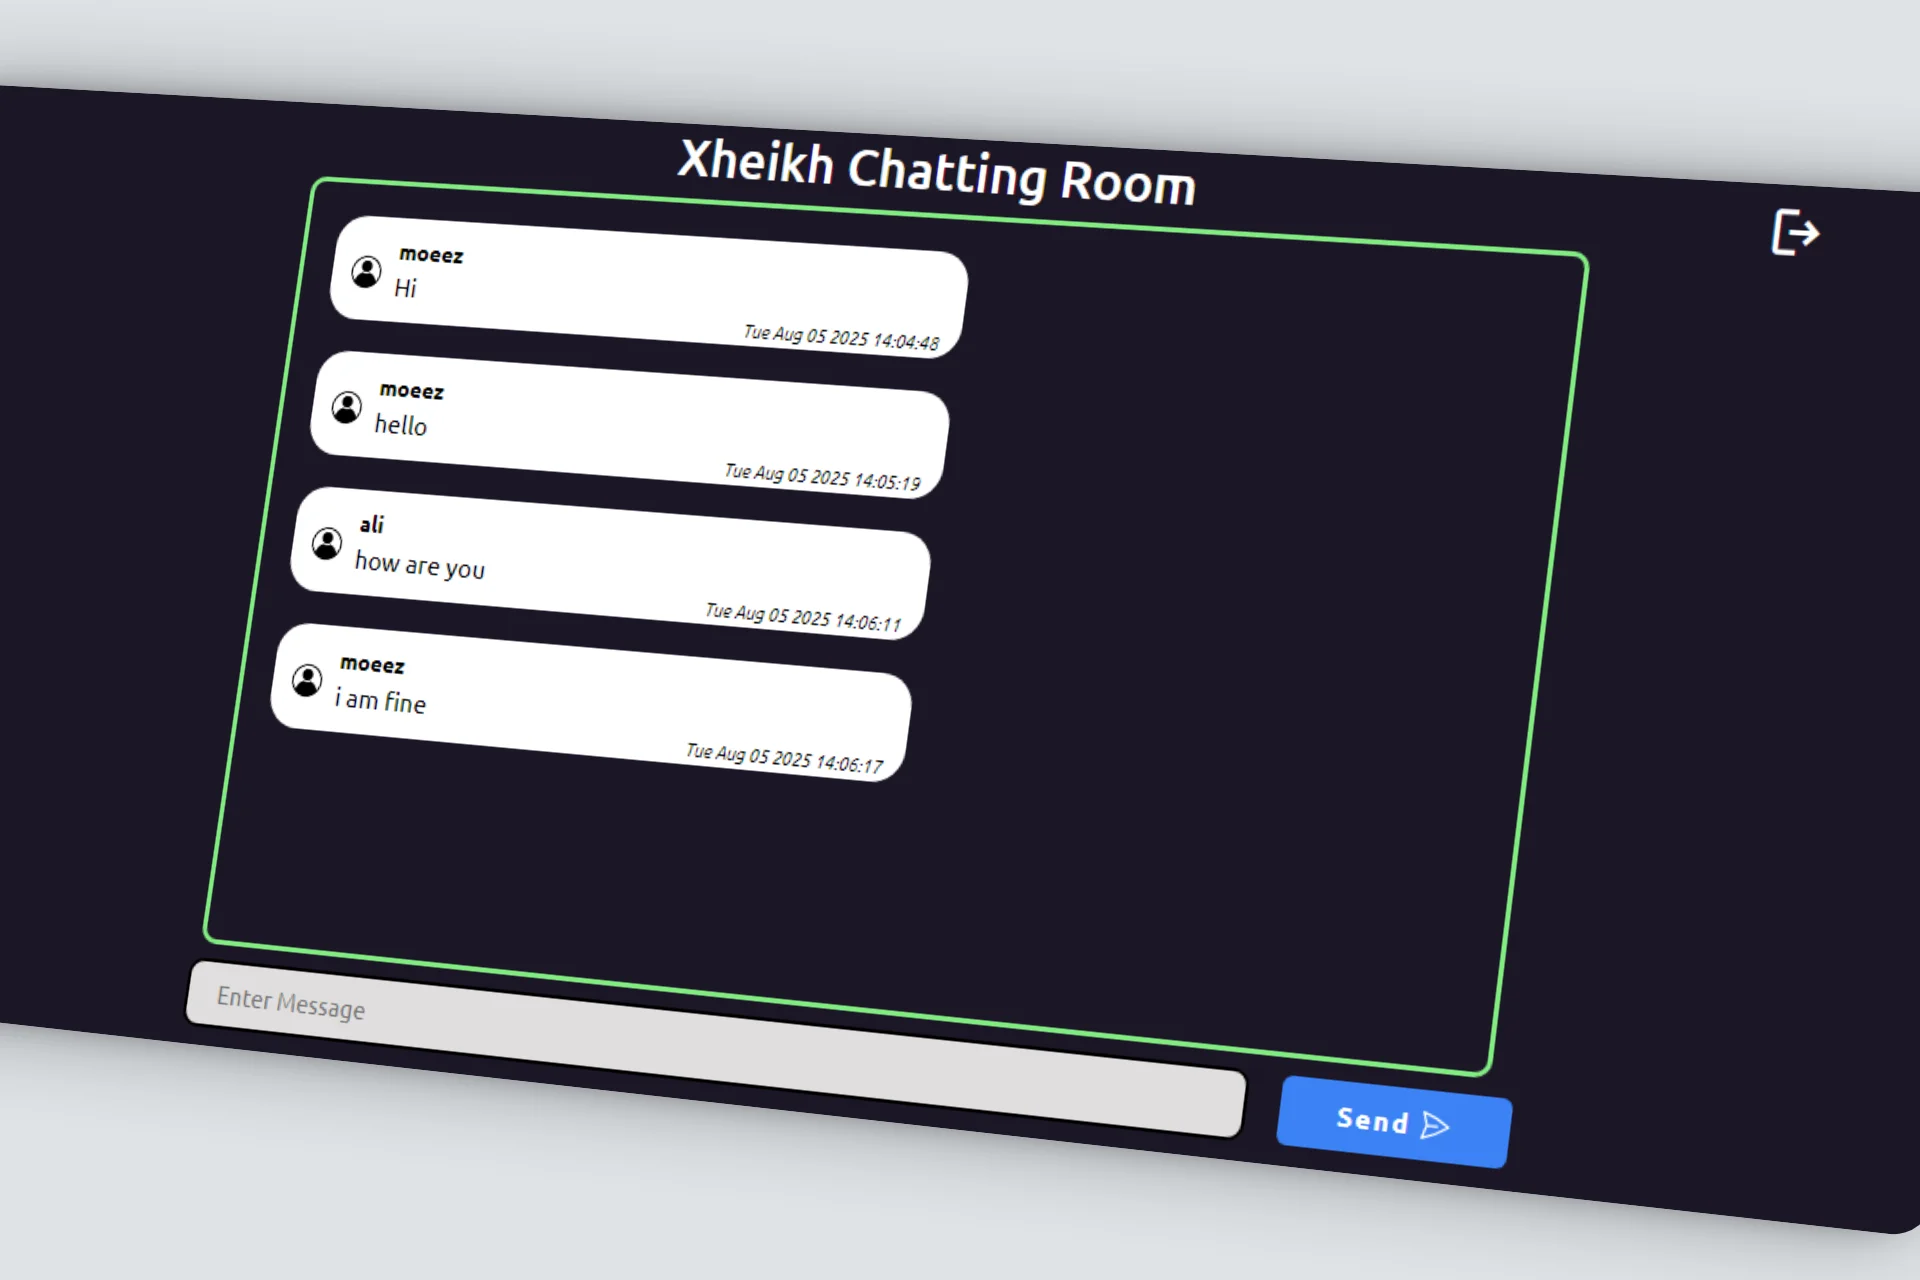 Xheikh Chatting Room
moeez
Hi
Tue Aug 05 2025 14:04:48
moeez
hello
Tue Aug 05 2025 14:05:19
ali
how are you
Tue Aug 05 2025 14:06:11
moeez
i am fine
Tue Aug 05 2025 14:06:17
Enter Message
Send